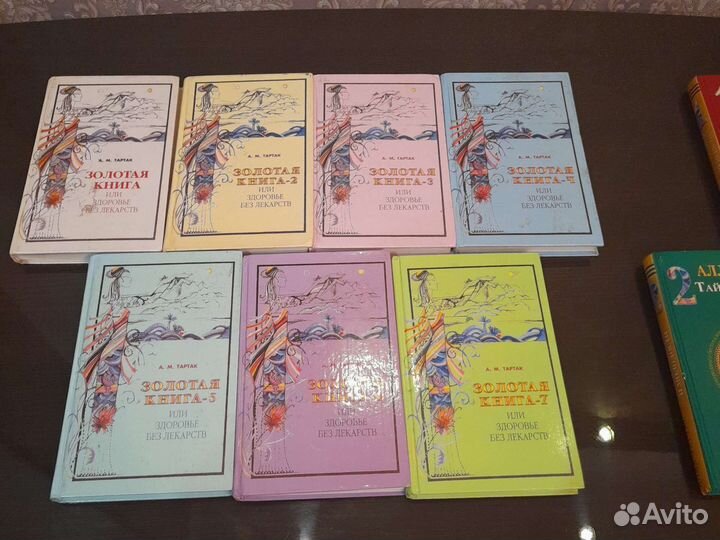 А. М. ТАРТАК
ЗОЛОТАЯ
КНИГА
ИЛИ
ЗДОРОВЬЕ
БЕЗ ЛЕКАРСТВ
А. М. ТАРТАК
ЗОЛОТАЯ
КНИГА-2
ИЛИ
ЗДОРОВЬЕ
БЕЗ ЛЕКАРСТВ
А. М. ТАРТАК
ЗОЛОТАЯ
КНИГА-3
ИЛИ
ЗДОРОВЬЕ
БЕЗ ЛЕКАРСТВ
А. М. ТАРТАК
ЗОЛОТАЯ
КНИГА-4
ИЛИ
ЗДОРОВЬЕ
БЕЗ ЛЕКАРСТВ
А. М. ТАРТАК
ЗОЛОТАЯ
КНИГА-5
ИЛИ
ЗДОРОВЬЕ
БЕЗ ЛЕКАРСТВ
ИЛИ
ЗДОРОВЬЕ
БЕЗ ЛЕКАРСТВ
А. М. ТАРТАК
ЗОЛОТАЯ
КНИГА-7
ИЛИ
ЗДОРОВЬЕ
БЕЗ ЛЕКАРСТВ
2
Avito